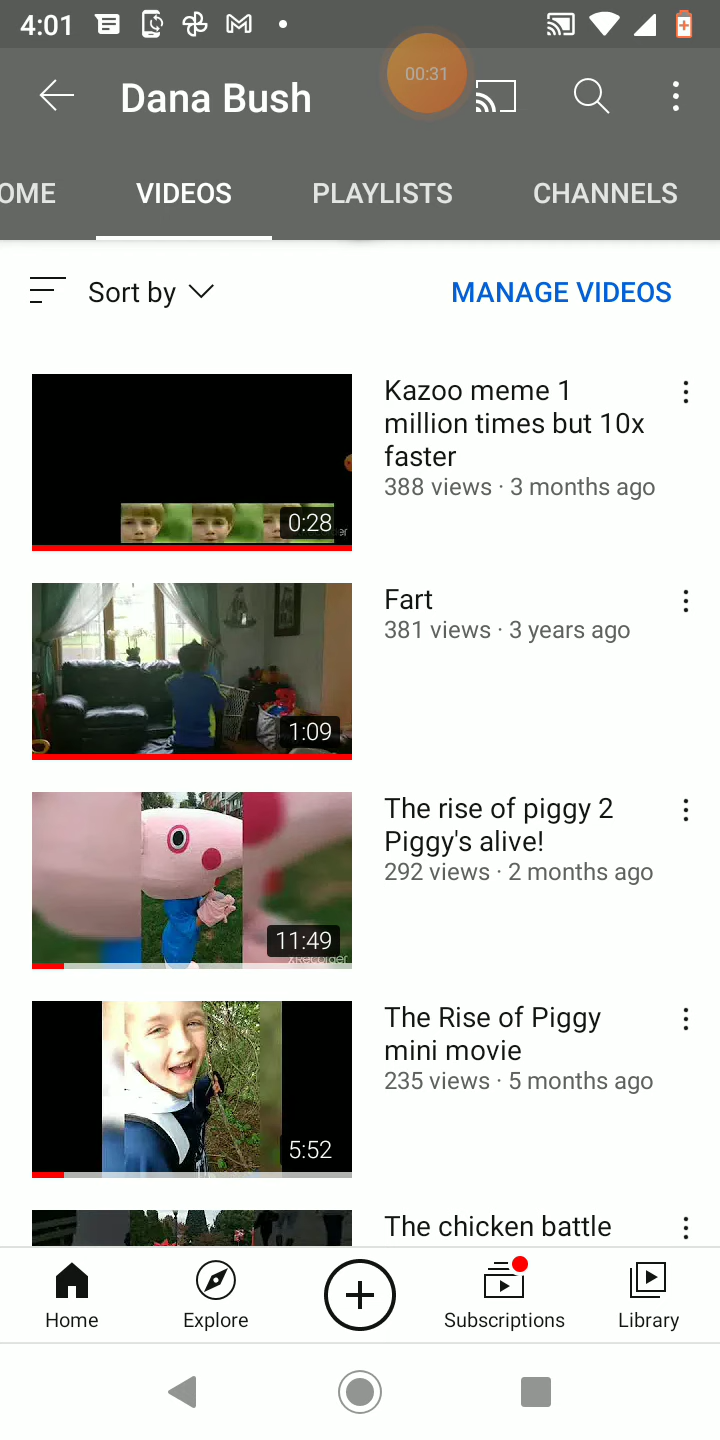 4:01
00:31
Dana Bush
OME VIDEOS PLAYLISTS CHANNELS
Sort by MANAGE VIDEOS
Kazoo meme 1
million times but 10x
faster
388 views · 3 months ago
0:28
Fart
381 views · 3 years ago
1:09
The rise of piggy 2
Piggy's alive!
292 views · 2 months ago
11:49
XRecorder
The Rise of Piggy
mini movie
235 views · 5 months ago
5:52
The chicken battle
Home Explore Subscriptions Library